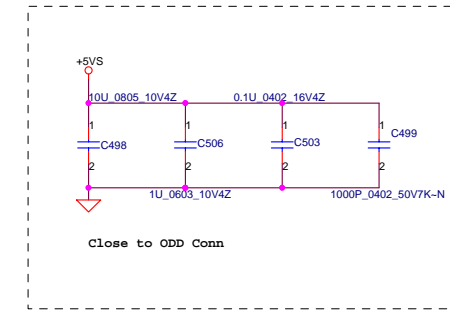 +5VS
10U_0805_10V4Z
0.1U_0402_16V4Z
1
1
1
1
C498
C506
C503
C499
2
2
2
2
1U_0603_10V4Z
1000P_0402_50V7K~N
Close to ODD Conn